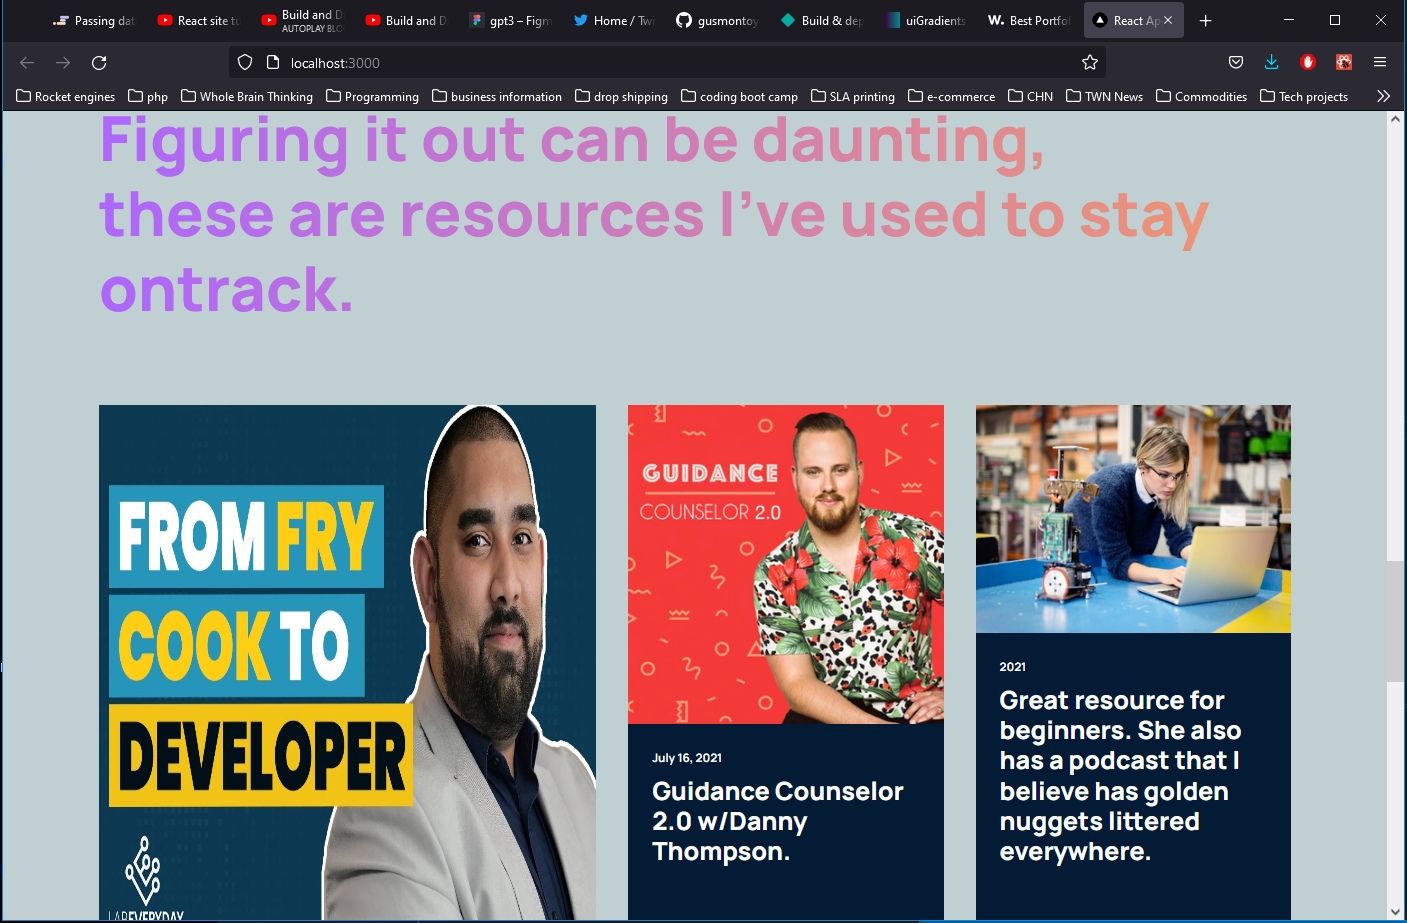 Passing dat
React site tu
Build and D
AUTOPLAY BLO
Build and D
gpt3 – Figm
Home / Twi
gusmontoy
Build & dep
uiGradients
W. Best Portfol
React Ap
localhost:3000
Rocket engines
php
Whole Brain Thinking
Programming
business information
drop shipping
coding boot camp
SLA printing
e-commerce
CHN
TWN News
Commodities
Tech projects
Figuring it out can be daunting,
these are resources I’ve used to stay
ontrack.
FROM FRY
COOK TO
DEVELOPER
LABEVERYDAY
GUIDANCE
COUNSELOR 2.0
July 16, 2021
Guidance Counselor
2.0 w/Danny
Thompson.
2021
Great resource for
beginners. She also
has a podcast that I
believe has golden
nuggets littered
everywhere.